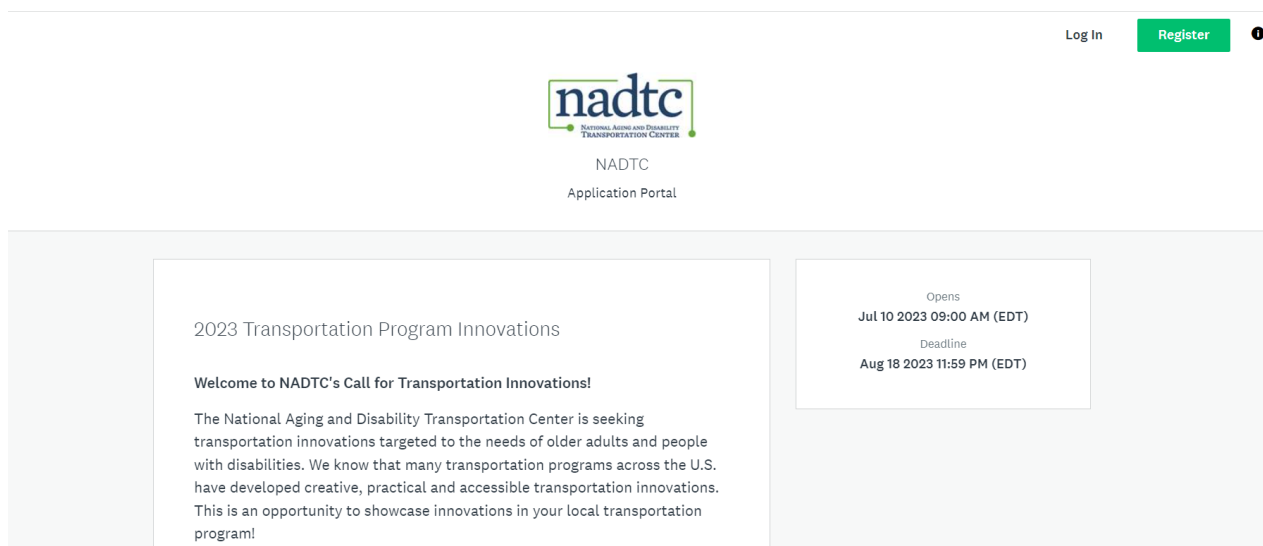 Log In
Register
nadtc
National Aging and Disability
Transportation Center
NADTC
Application Portal
2023 Transportation Program Innovations
Welcome to NADTC's Call for Transportation Innovations!
The National Aging and Disability Transportation Center is seeking
transportation innovations targeted to the needs of older adults and people
with disabilities. We know that many transportation programs across the U.S.
have developed creative, practical and accessible transportation innovations.
This is an opportunity to showcase innovations in your local transportation
program!
Opens
Jul 10 2023 09:00 AM (EDT)
Deadline
Aug 18 2023 11:59 PM (EDT)